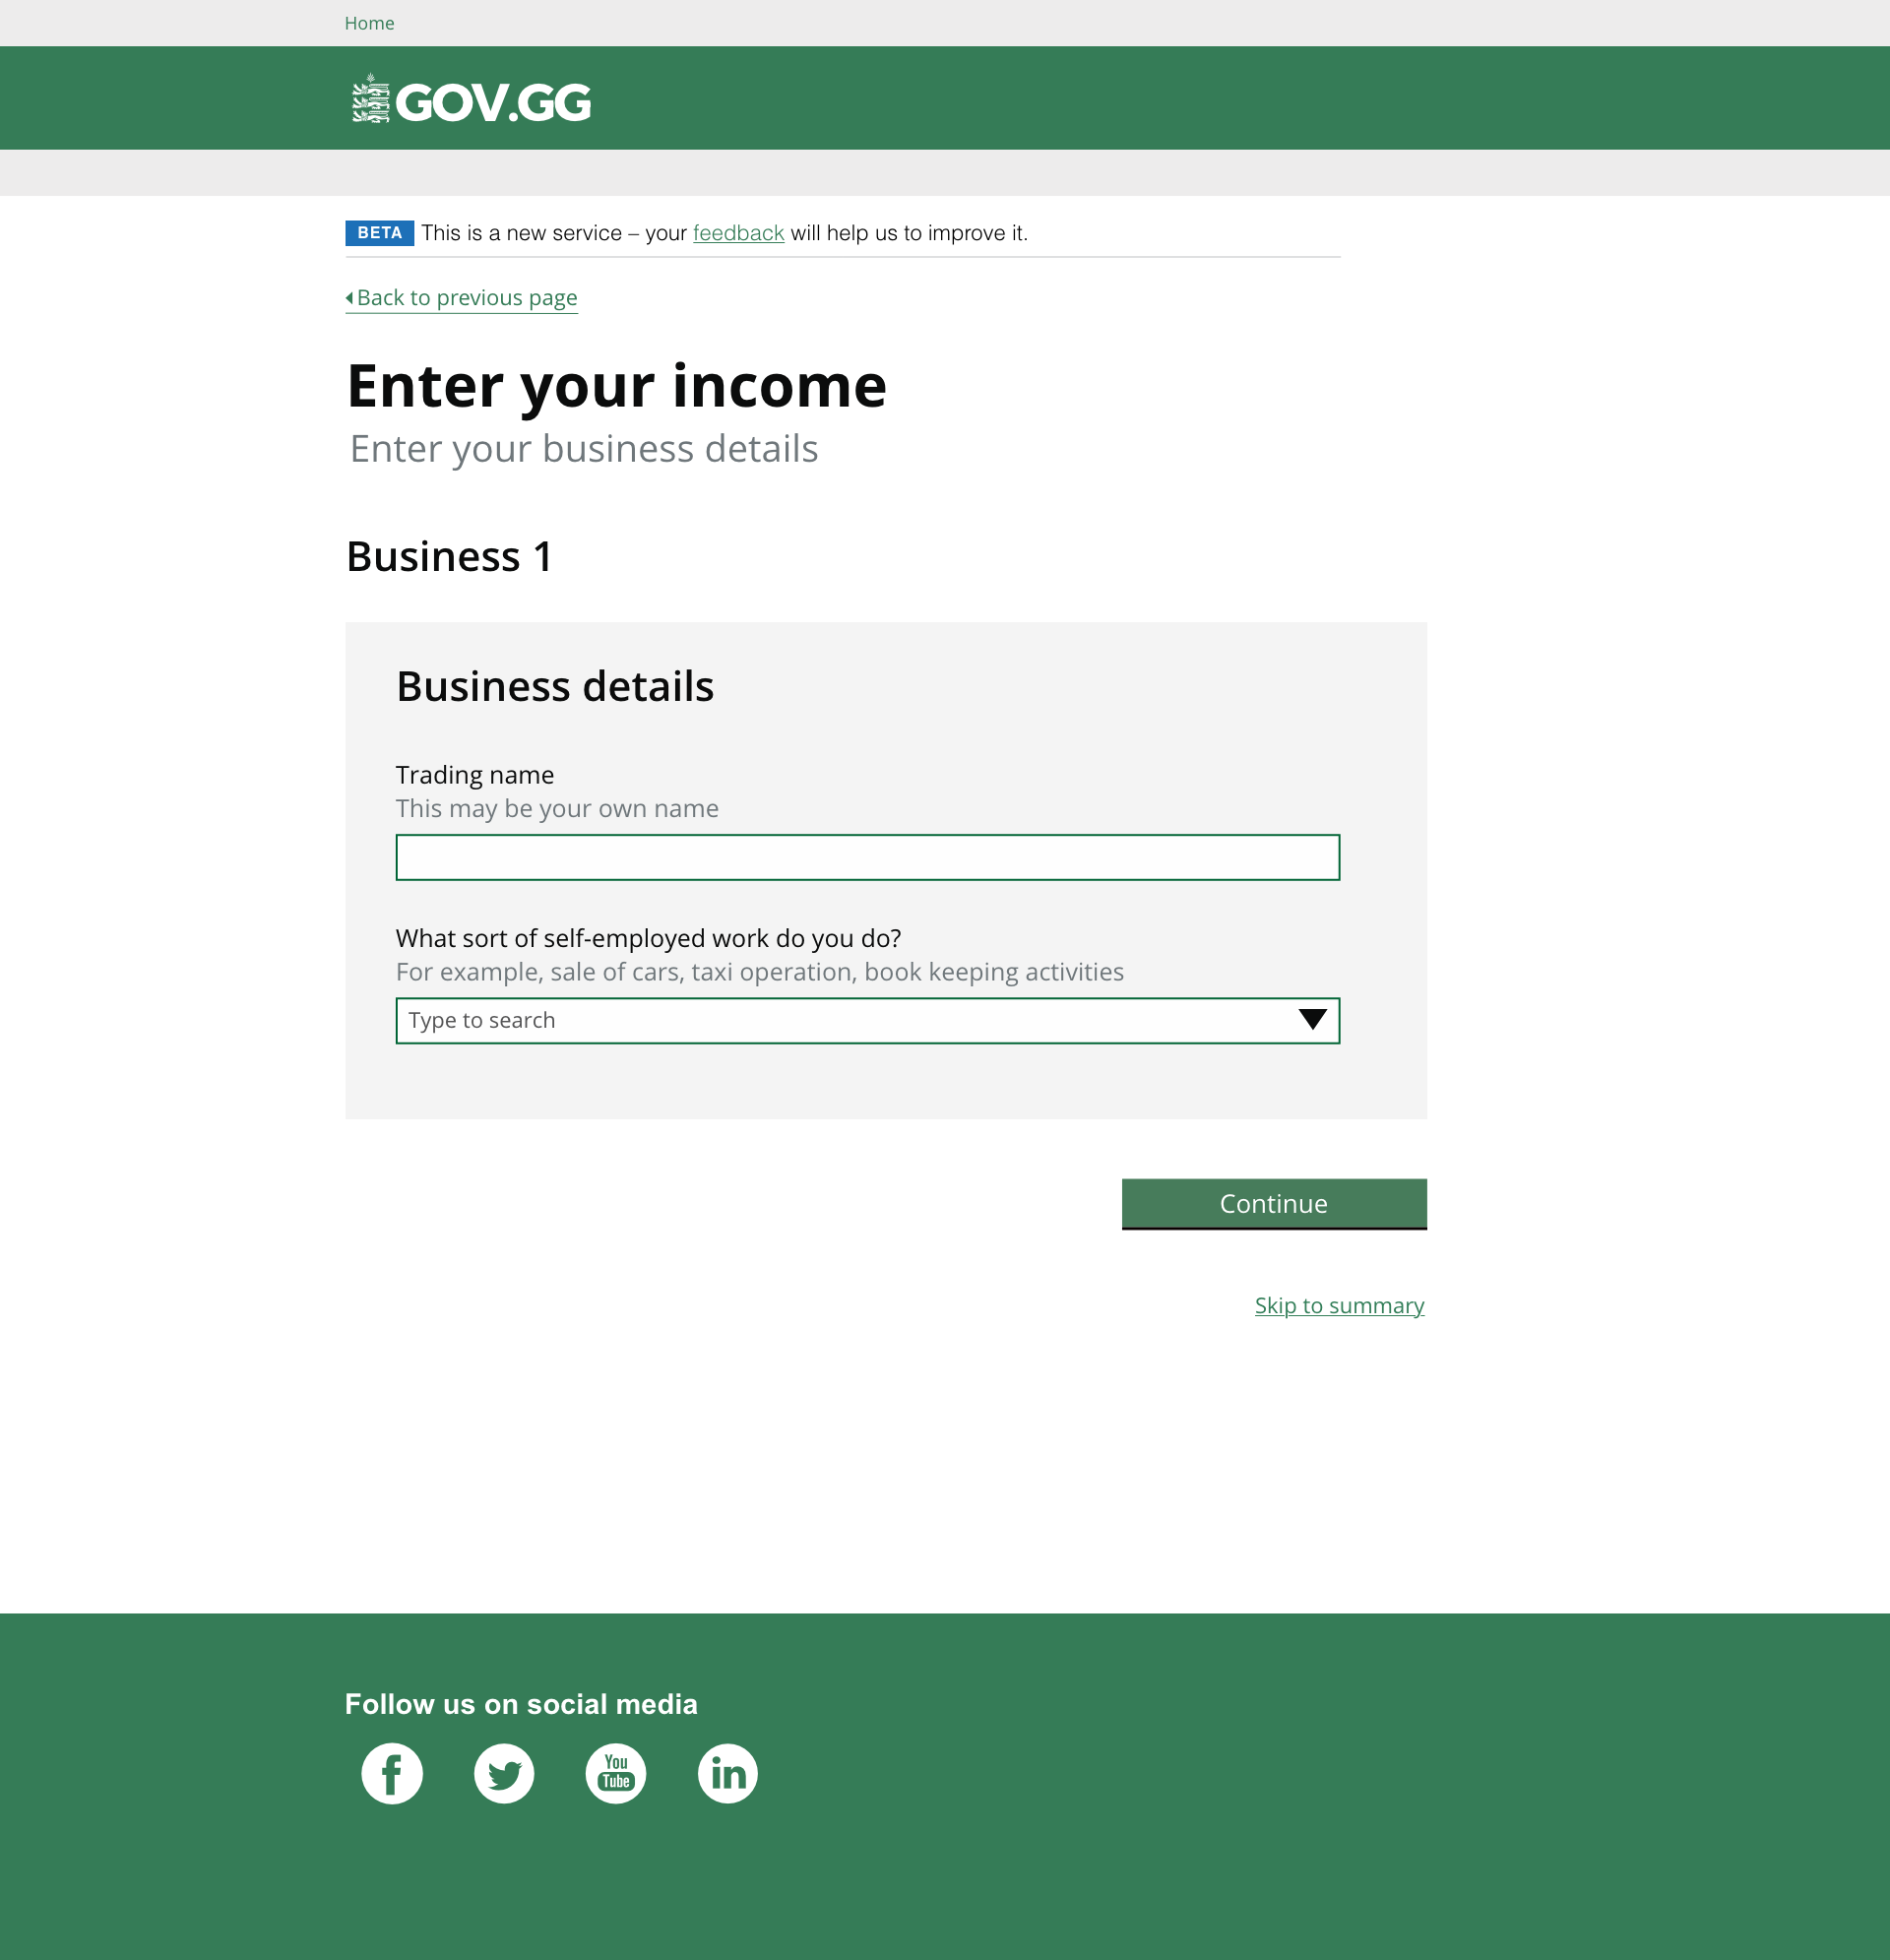 Home
GOV.GG
BETA This is a new service – your feedback will help us to improve it.
Back to previous page
Enter your income
Enter your business details
Business 1
Business details
Trading name
This may be your own name
What sort of self-employed work do you do?
For example, sale of cars, taxi operation, book keeping activities
Type to search
Continue
Skip to summary
Follow us on social media
f
You
Tube
in